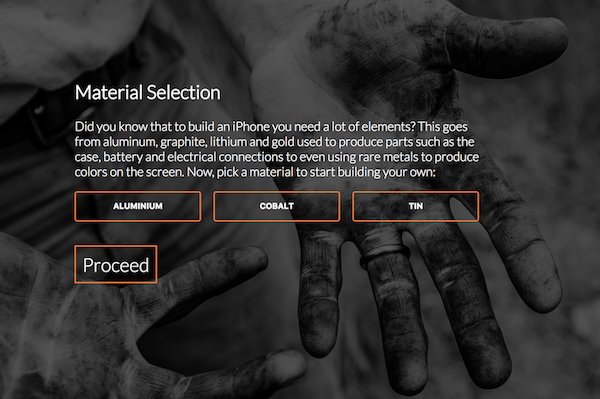 Material Selection
Did you know that to build an iPhone you need a lot of elements? This goes
from aluminum, graphite, lithium and gold used to produce parts such as the
case, battery and electrical connections to even using rare metals to produce
colors on the screen. Now, pick a material to start building your own:
ALUMINIUM COBALT TIN
Proceed